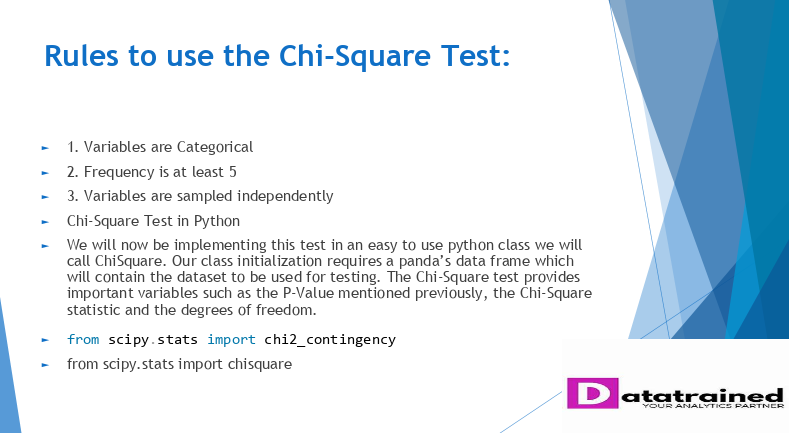 Rules to use the Chi-Square Test:
► 1. Variables are Categorical
► 2. Frequency is at least 5
► 3. Variables are sampled independently
► Chi-Square Test in Python
► We will now be implementing this test in an easy to use python class we will
call ChiSquare. Our class initialization requires a panda’s data frame which
will contain the dataset to be used for testing. The Chi-Square test provides
important variables such as the P-Value mentioned previously, the Chi-Square
statistic and the degrees of freedom.
► from scipy.stats import chi2_contingency
► from scipy.stats import chisquare
Datatrained
YOUR ANALYTICS PARTNER